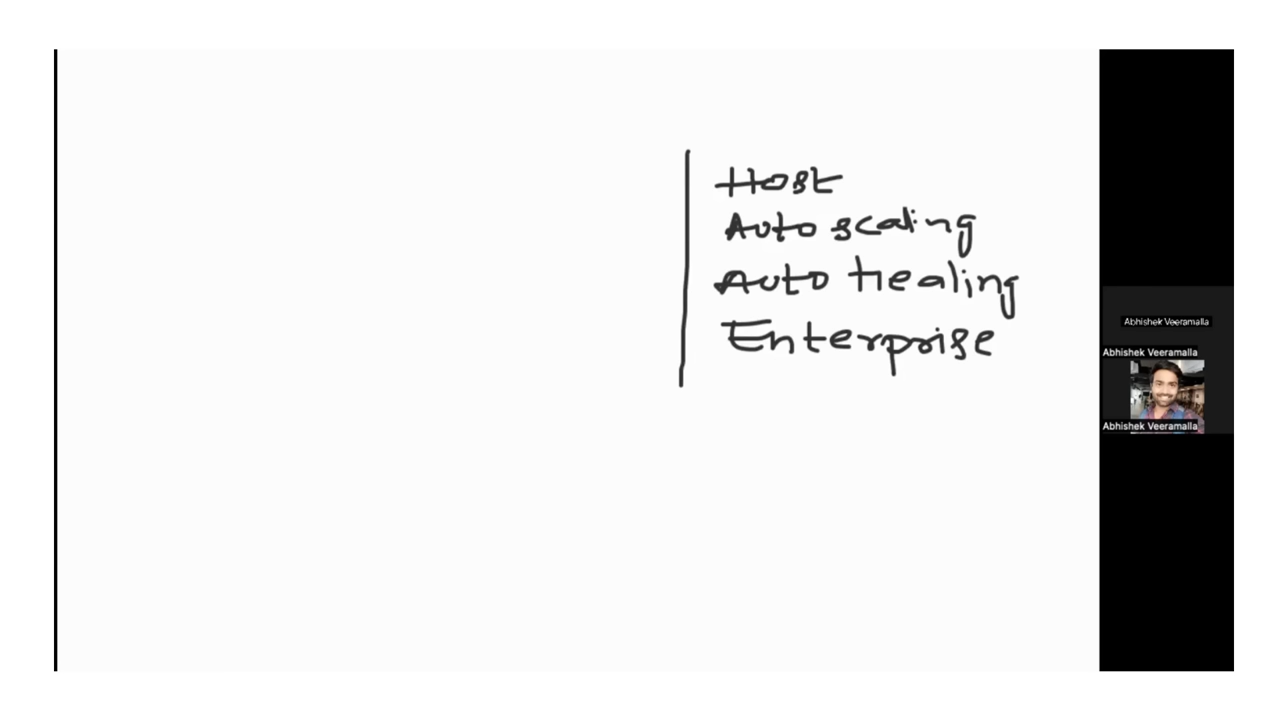 Host
Auto scaling
Auto healing
Enterprise
Abhishek Veeramalla
Abhishek Veeramalla
Abhishek Veeramalla